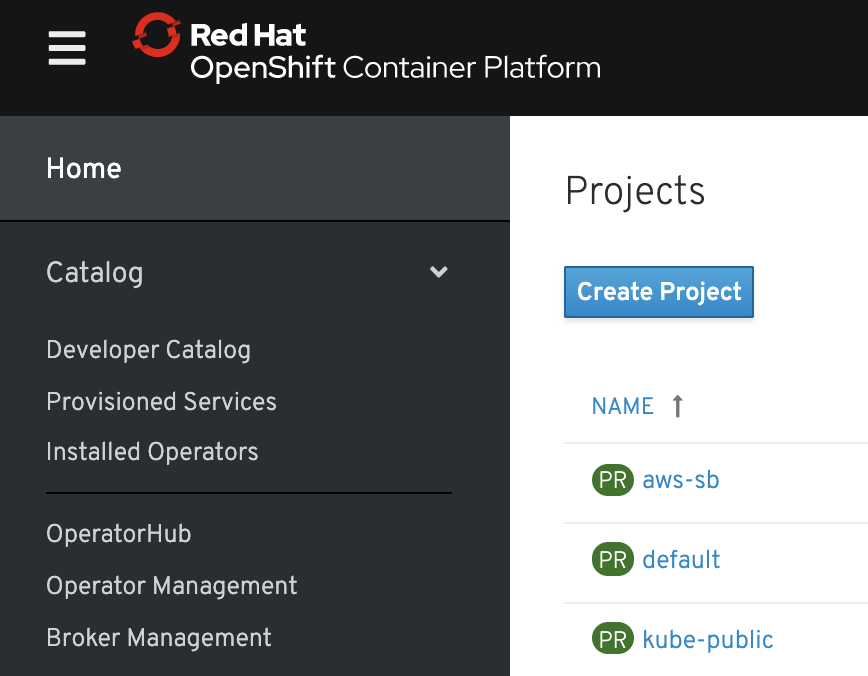 Red Hat
OpenShift Container Platform
Home
Catalog
Developer Catalog
Provisioned Services
Installed Operators
OperatorHub
Operator Management
Broker Management
Projects
Create Project
NAME
PR aws-sb
PR default
PR kube-public